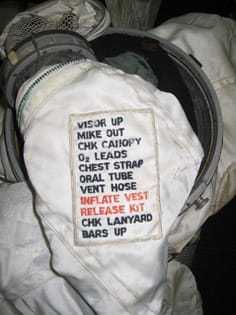 VISOR UP
MIKE OUT
CHK CANOPY
O₂ LEADS
CHEST STRAP
ORAL TUBE
VENT HOSE
INFLATE VEST
RELEASE KIT
CHK LANYARD
BARS UP